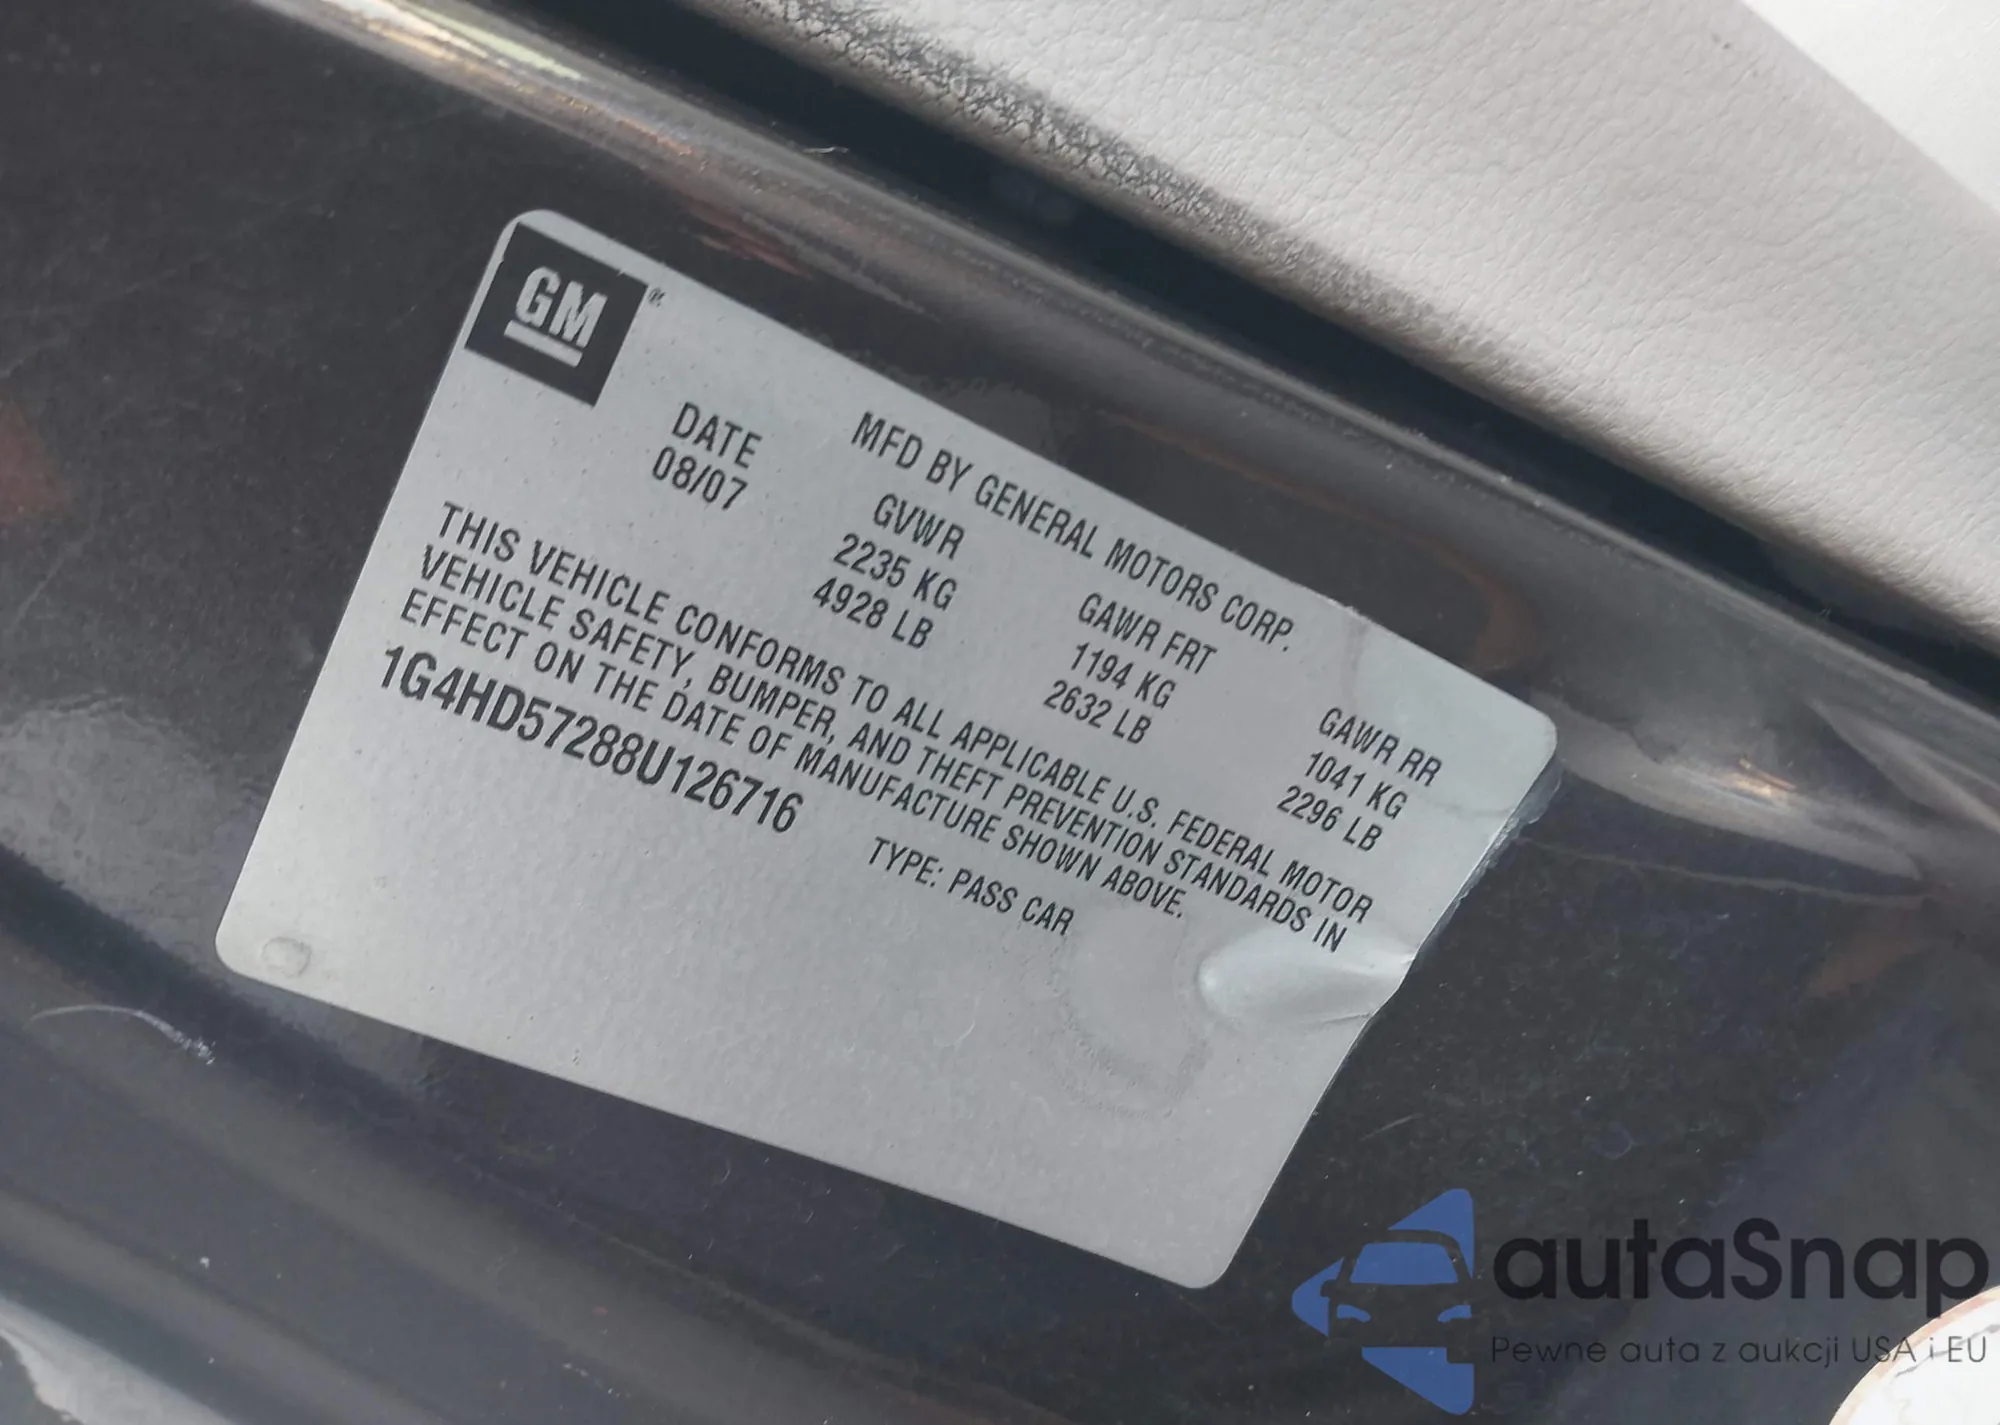 GM®
MFD BY GENERAL MOTORS CORP.
DATE GVWR GAWR FRT GAWR RR
08/07 2235 KG 1194 KG 1041 KG
4928 LB 2632 LB 2296 LB
THIS VEHICLE CONFORMS TO ALL APPLICABLE U.S. FEDERAL MOTOR
VEHICLE SAFETY, BUMPER, AND THEFT PREVENTION STANDARDS IN
EFFECT ON THE DATE OF MANUFACTURE SHOWN ABOVE.
1G4HD57288U126716 TYPE: PASS CAR
autaSnap
Pewne auta z aukcji USA i EU